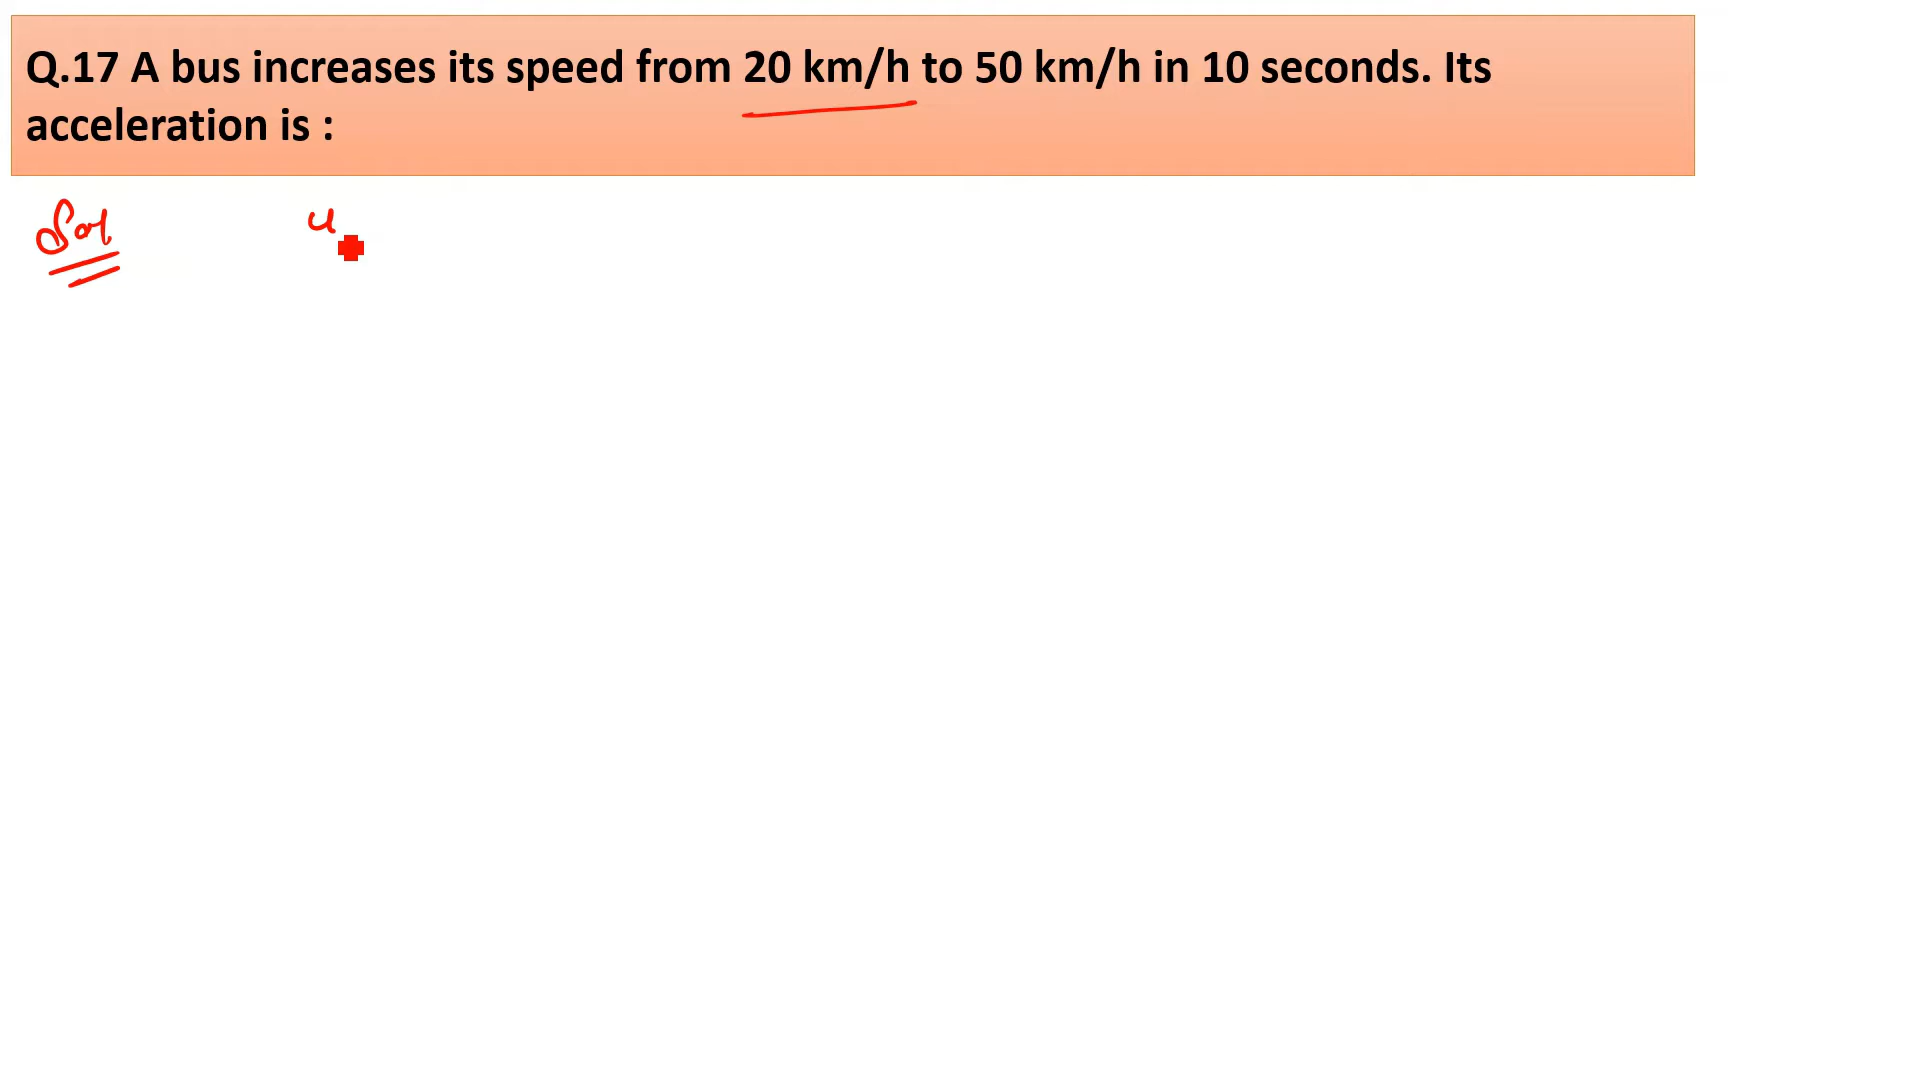 Q.17 A bus increases its speed from 20 km/h to 50 km/h in 10 seconds. Its
acceleration is :
Sol
u